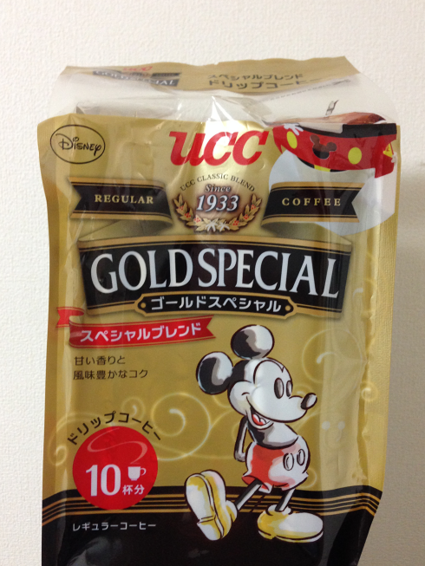 スペシャルブレンド
ドリップコーヒー
Disney
UCC
UCC CLASSIC BLEND
Since
REGULAR 1933 COFFEE
GOLD SPECIAL
ゴールドスペシャル
スペシャルブレンド
甘い香りと
風味豊かなコク
ドリップコーヒー
10杯分
レギュラーコーヒー